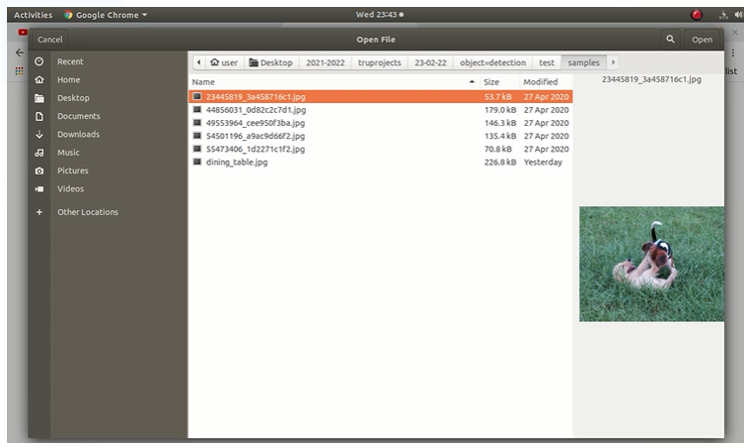 Activities Google Chrome Wed 23:43
Cancel Open File Open
Recent
Home
Desktop
Documents
Downloads
Music
Pictures
Videos
Other Locations
user Desktop 2021-2022 truprojects 23-02-22 object=detection test samples
Name Size Modified
23445819_3a458716c1.jpg 53.7 kB 27 Apr 2020
44856031_0d82c2c7d1.jpg 179.0 kB 27 Apr 2020
49553964_cee950f3ba.jpg 146.3 kB 27 Apr 2020
54501196_a9ac9d66f2.jpg 135.4 kB 27 Apr 2020
55473406_1d2271c1f2.jpg 70.8 kB 27 Apr 2020
dining_table.jpg 226.8 kB Yesterday
23445819_3a458716c1.jpg
list